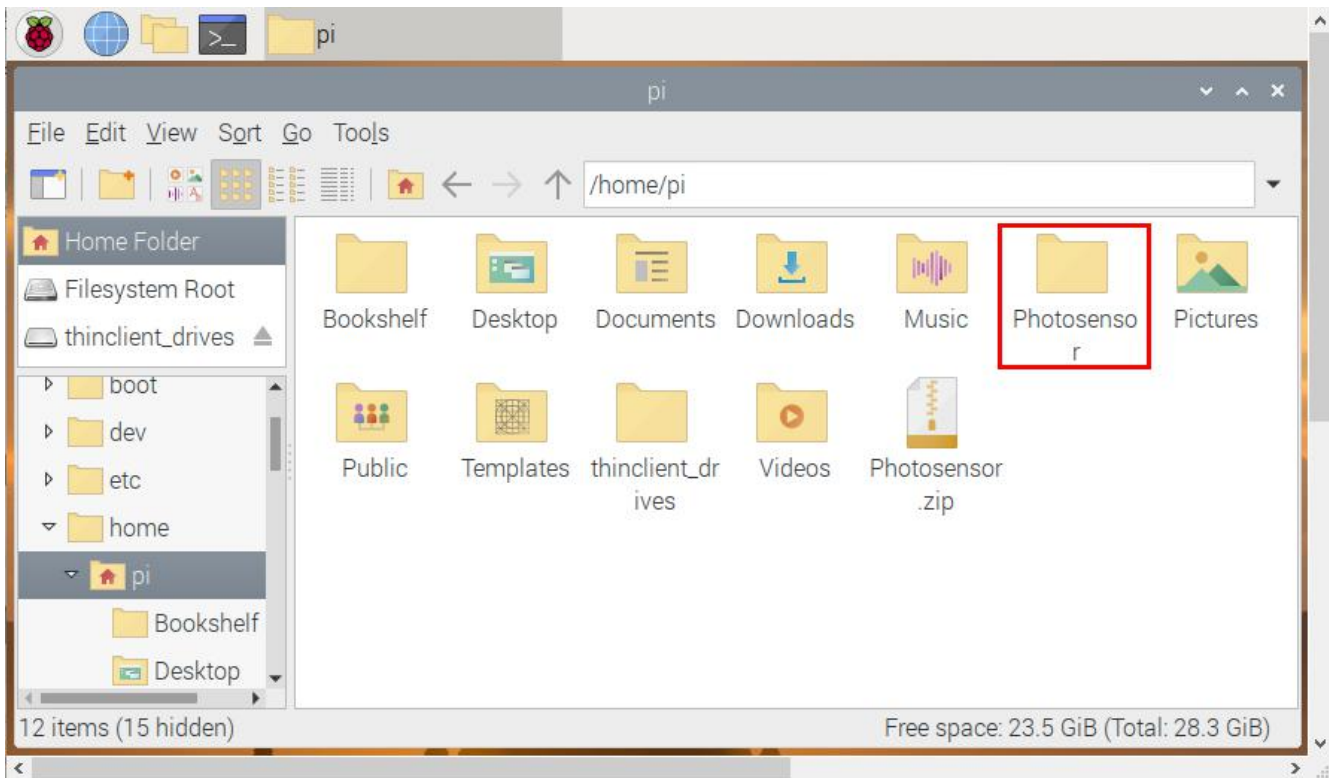 pi
pi
File Edit View Sort Go Tools
/home/pi
Home Folder
Filesystem Root
thinclient_drives
boot
dev
etc
home
pi
Bookshelf
Desktop
Bookshelf Desktop Documents Downloads Music Photosenso Pictures
r
Public Templates thinclient_dr Videos Photosensor
ives .zip
12 items (15 hidden) Free space: 23.5 GiB (Total: 28.3 GiB)